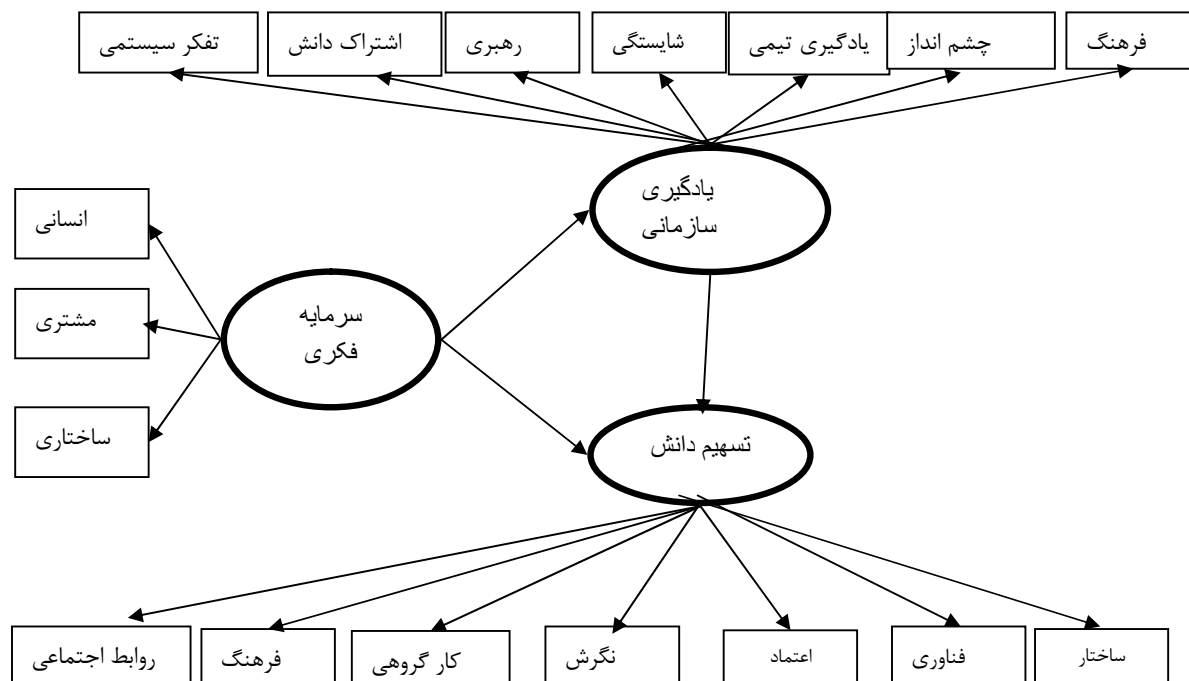 فرهنگ
چشم انداز
یادگیری تیمی
شایستگی
رهبری
اشتراک دانش
تفکر سیستمی
یادگیری
سازمانی
انسانی
مشتری
ساختاری
سرمایه
فکری
تسهیم دانش
ساختار
فناوری
اعتماد
نگرش
کار گروهی
فرهنگ
روابط اجتماعی